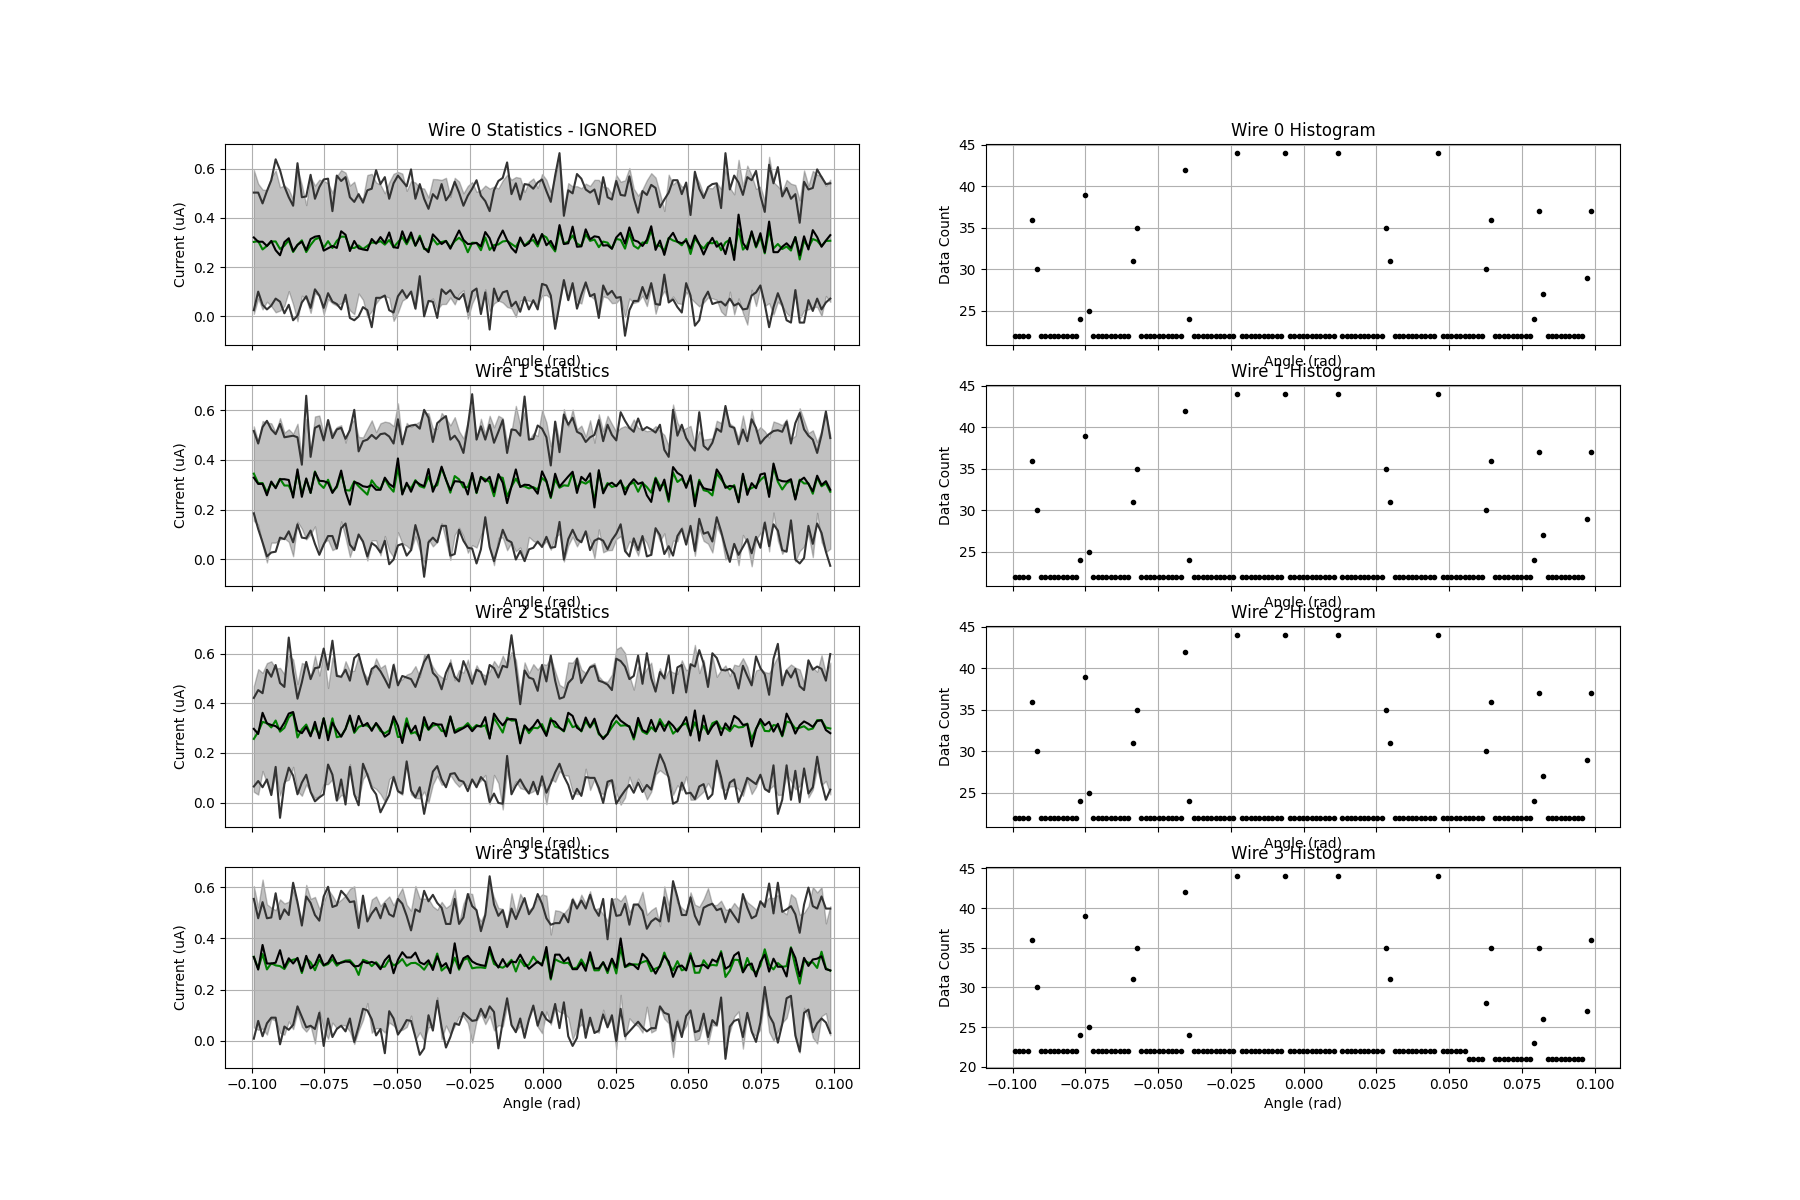 Wire 0 Statistics - IGNORED
0.6
0.4
0.2
0.0
Current (uA)
Angle (rad)
Wire 0 Histogram
45
40
35
30
25
Data Count
Angle (rad)
Wire 1 Statistics
0.6
0.4
0.2
0.0
Current (uA)
Angle (rad)
Wire 1 Histogram
45
40
35
30
25
Data Count
Angle (rad)
Wire 2 Statistics
0.6
0.4
0.2
0.0
Current (uA)
Angle (rad)
Wire 2 Histogram
45
40
35
30
25
Data Count
Angle (rad)
Wire 3 Statistics
0.6
0.4
0.2
0.0
Current (uA)
−0.100 −0.075 −0.050 −0.025 0.000 0.025 0.050 0.075 0.100
Angle (rad)
Wire 3 Histogram
45
40
35
30
25
20
Data Count
−0.100 −0.075 −0.050 −0.025 0.000 0.025 0.050 0.075 0.100
Angle (rad)